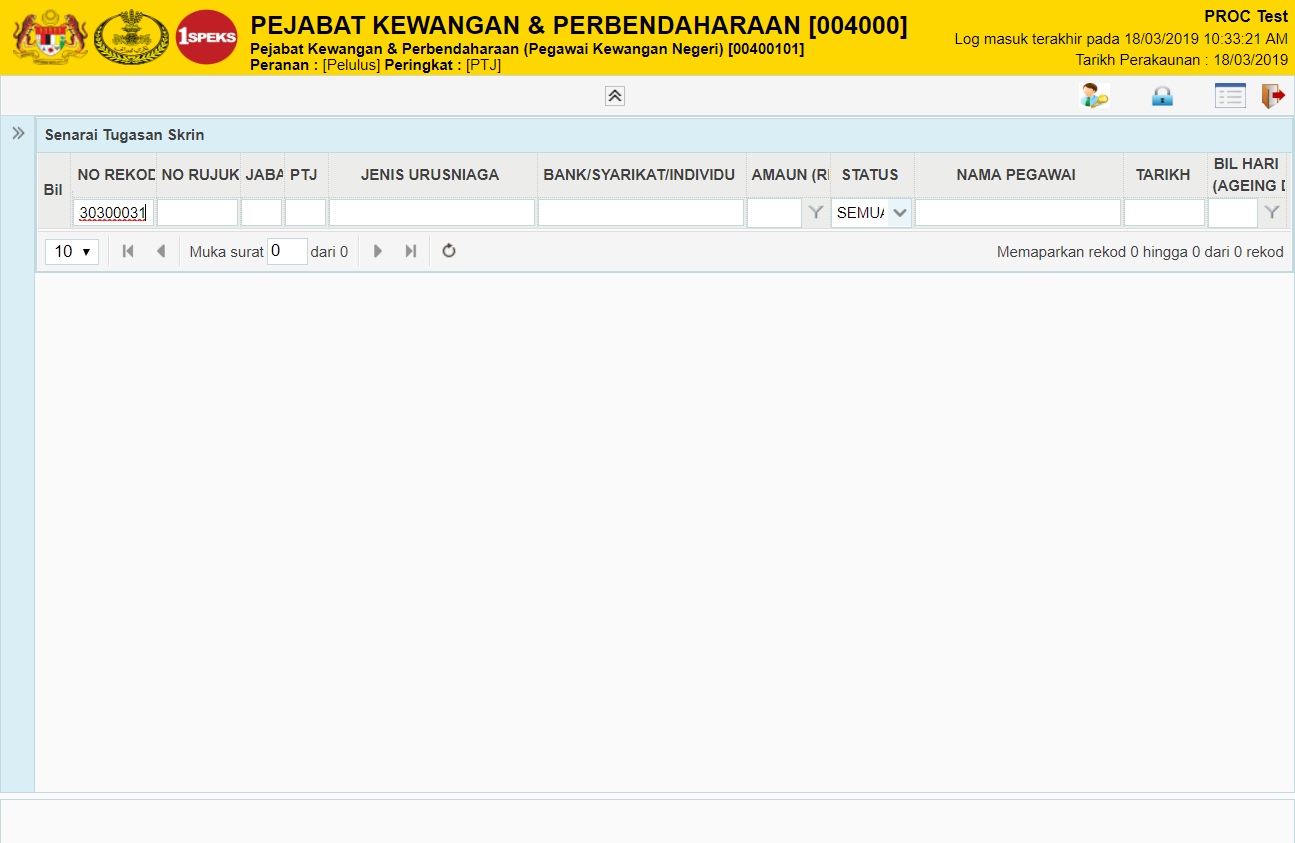 1SPEKS
PEJABAT KEWANGAN & PERBENDAHARAAN [004000]
Pejabat Kewangan & Perbendaharaan (Pegawai Kewangan Negeri) [00400101]
Peranan : [Pelulus] Peringkat : [PTJ]
PROC Test
Log masuk terakhir pada 18/03/2019 10:33:21 AM
Tarikh Perakaunan : 18/03/2019
Senarai Tugasan Skrin
Bil NO REKOD NO RUJUK JABA PTJ JENIS URUSNIAGA BANK/SYARIKAT/INDIVIDU AMAUN (R STATUS NAMA PEGAWAI TARIKH BIL HARI (AGEING D
30300031 SEMUA
10 Muka surat 0 dari 0 Memaparkan rekod 0 hingga 0 dari 0 rekod